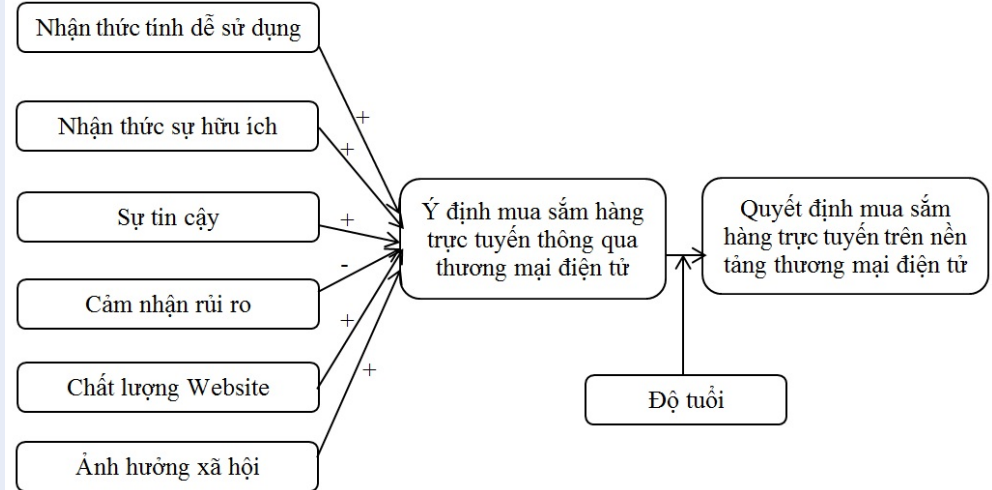 Nhận thức tính dễ sử dụng
+
Nhận thức sự hữu ích
+
Sự tin cậy
+
Cảm nhận rủi ro
-
Chất lượng Website
+
Ảnh hưởng xã hội
+
Ý định mua sắm hàng
trực tuyến thông qua
thương mại điện tử
Quyết định mua sắm
hàng trực tuyến trên nền
tảng thương mại điện tử
Độ tuổi